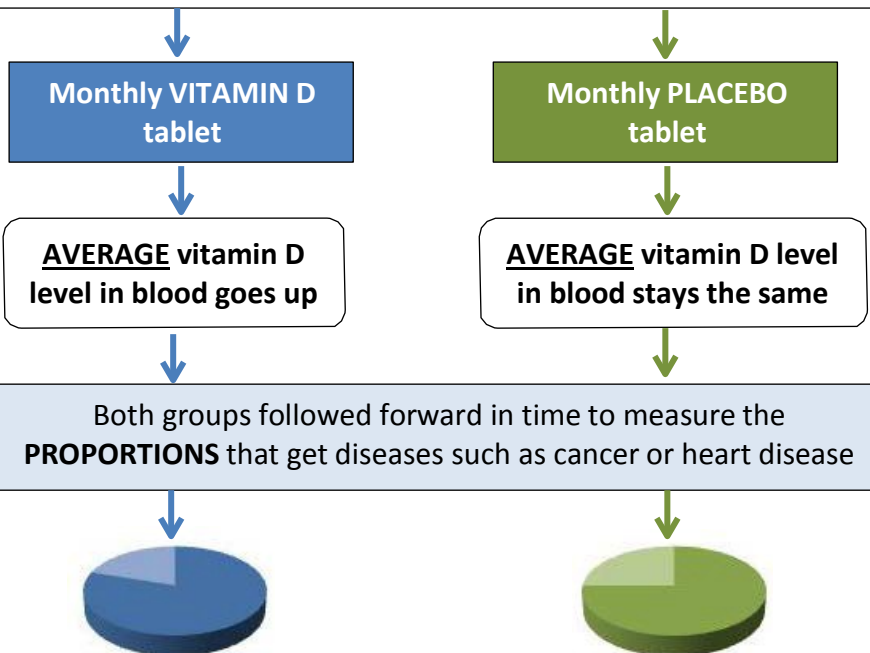 Monthly VITAMIN D
tablet
Monthly PLACEBO
tablet
AVERAGE vitamin D
level in blood goes up
AVERAGE vitamin D level
in blood stays the same
Both groups followed forward in time to measure the
PROPORTIONS that get diseases such as cancer or heart disease